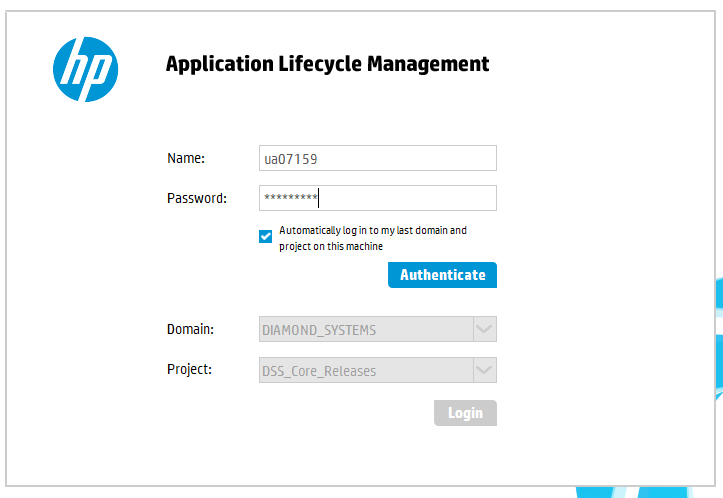 hp
Application Lifecycle Management
Name:
ua07159
Password:
*********
Automatically log in to my last domain and
project on this machine
Authenticate
Domain:
DIAMOND_SYSTEMS
Project:
DSS_Core_Releases
Login